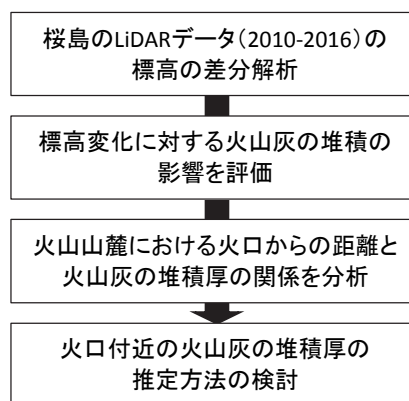 桜島のLiDARデータ(2010-2016)の
標高の差分解析
標高変化に対する火山灰の堆積の
影響を評価
火山山麓における火口からの距離と
火山灰の堆積厚の関係を分析
火口付近の火山灰の堆積厚の
推定方法の検討